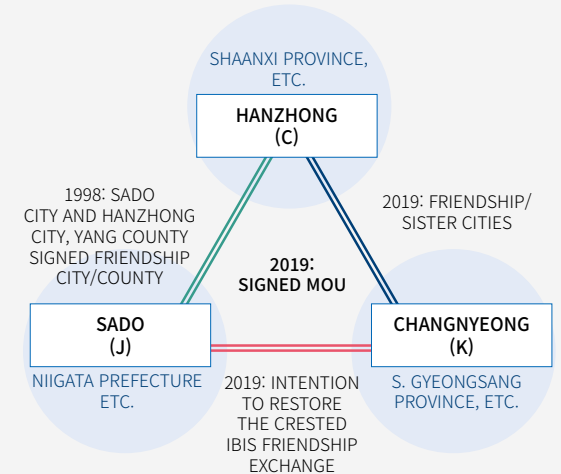 SHAANXI PROVINCE,
ETC.
HANZHONG
(C)
1998: SADO
CITY AND HANZHONG
CITY, YANG COUNTY
SIGNED FRIENDSHIP
CITY/COUNTY
2019: FRIENDSHIP/
SISTER CITIES
2019:
SIGNED MOU
SADO
(J)
NIIGATA PREFECTURE
ETC.
CHANGNYEONG
(K)
S. GYEONGSANG
PROVINCE, ETC.
2019: INTENTION
TO RESTORE
THE CRESTED
IBIS FRIENDSHIP
EXCHANGE